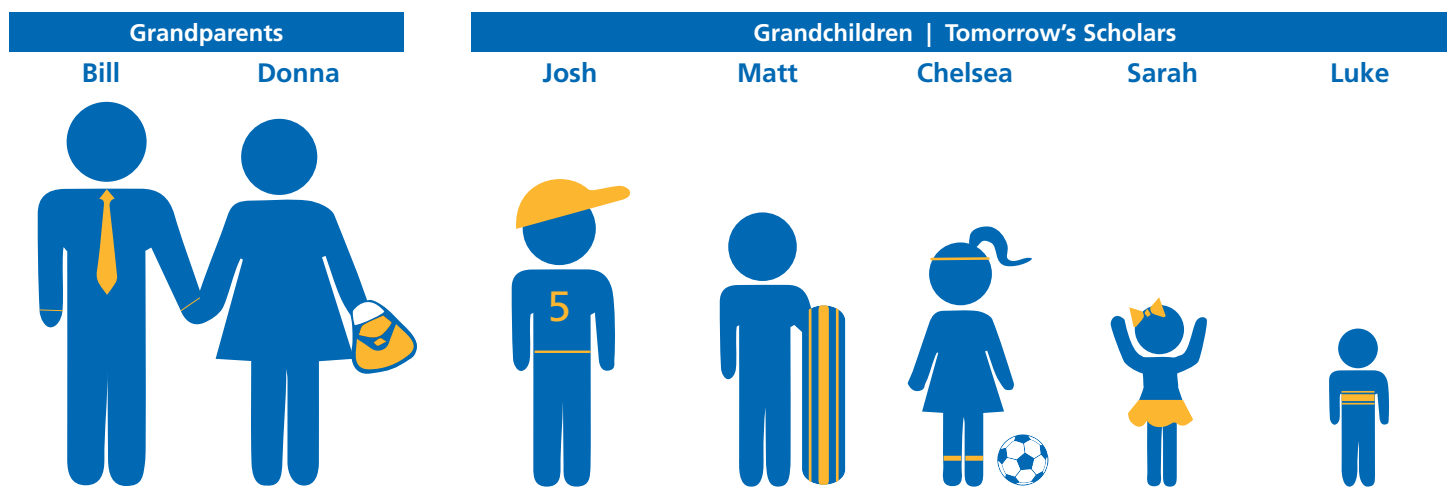 Grandparents
Grandchildren | Tomorrow’s Scholars
Bill Donna Josh Matt Chelsea Sarah Luke
5